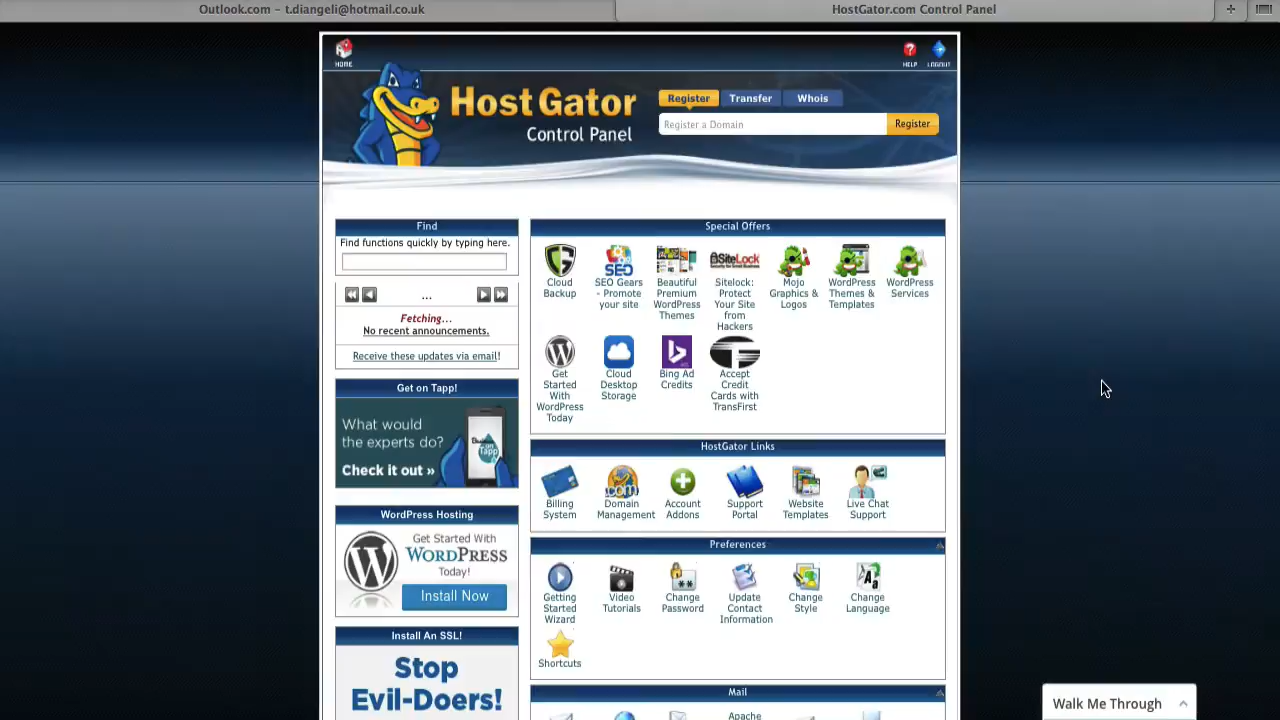 Outlook.com – t.diangeli@hotmail.co.uk
HostGator.com Control Panel
HOME
HELP
LOGOUT
HostGator
Control Panel
Register
Transfer
Whois
Register a Domain
Register
Find
Find functions quickly by typing here.
...
Fetching...
No recent announcements.
Receive these updates via email!
Get on Tapp!
What would
the experts do?
Check it out »
WordPress Hosting
Get Started With
WORDPRESS
Today!
Install Now
Install An SSL!
Stop
Evil-Doers!
Special Offers
Cloud
Backup
SEO
SEO Gears
- Promote
your site
Beautiful
Premium
WordPress
Themes
SiteLock
Sitelock:
Protect
Your Site
from
Hackers
Mojo
Graphics &
Logos
WordPress
Themes &
Templates
WordPress
Services
Get
Started
With
WordPress
Today
Cloud
Desktop
Storage
Bing Ad
Credits
Accept
Credit
Cards with
TransFirst
HostGator Links
Billing
System
.COM
Domain
Management
Account
Addons
Support
Portal
Website
Templates
Live Chat
Support
Preferences
Getting
Started
Wizard
Video
Tutorials
**
Change
Password
Update
Contact
Information
Change
Style
Aa
Change
Language
Shortcuts
Mail
Apache
Walk Me Through